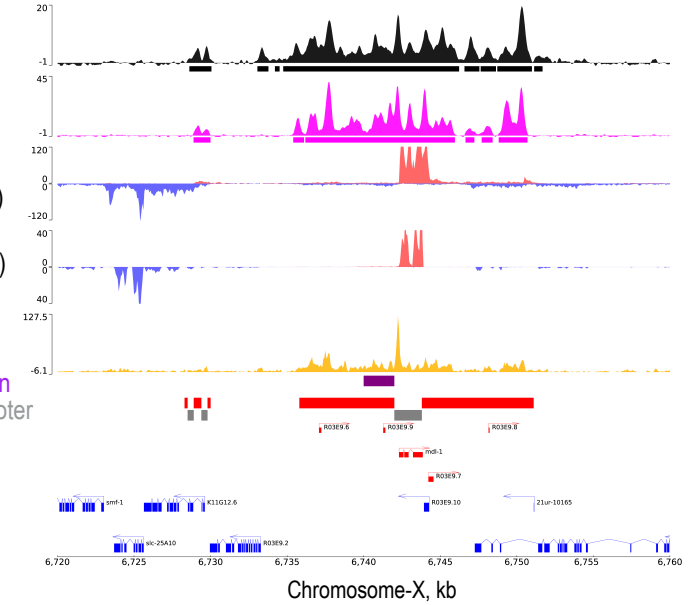 20
-1
45
-1
120
0
0
-120
)
40
0
0
40
)
127.5
-6.1
n
oter
R03E9.6 R03E9.9 R03E9.8
mdl-1
R03E9.7
smf-1 K11G12.6 R03E9.10 21ur-10165
slc-25A10 R03E9.2
6,720 6,725 6,730 6,735 6,740 6,745 6,750 6,755 6,760
Chromosome-X, kb